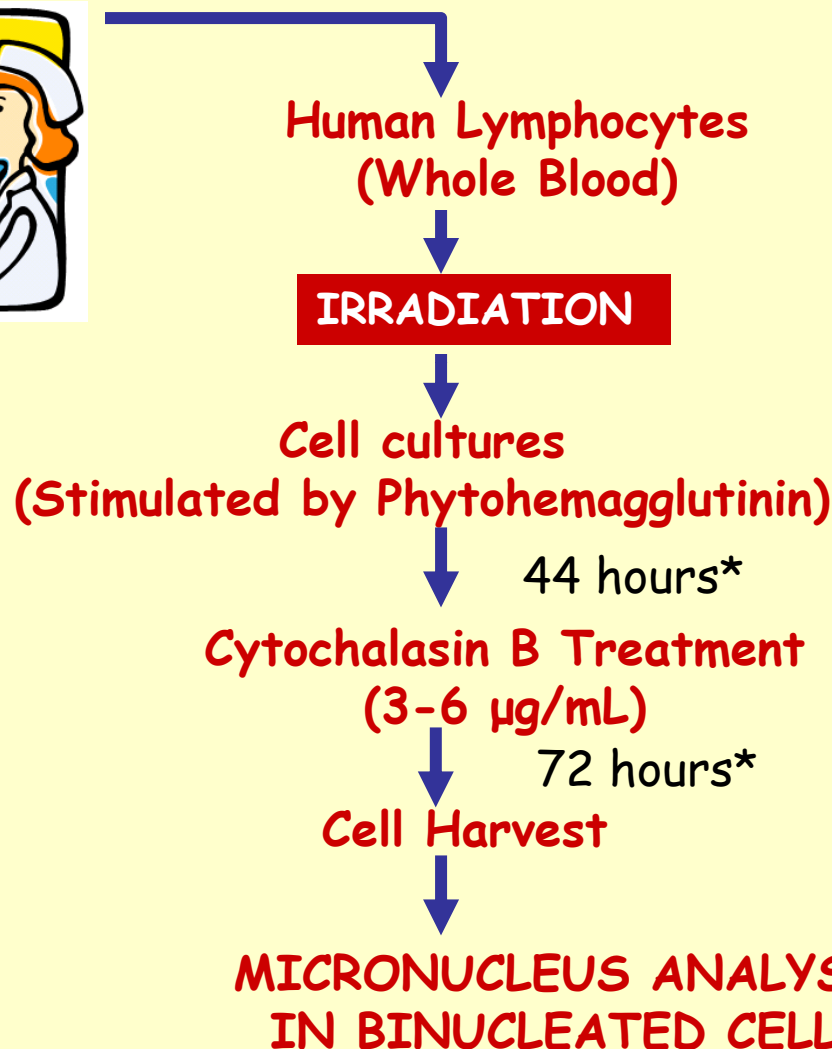 Human Lymphocytes
(Whole Blood)
IRRADIATION
Cell cultures
(Stimulated by Phytohemagglutinin)
44 hours*
Cytochalasin B Treatment
(3-6 µg/mL)
72 hours*
Cell Harvest
MICRONUCLEUS ANALYS
IN BINUCLEATED CELL